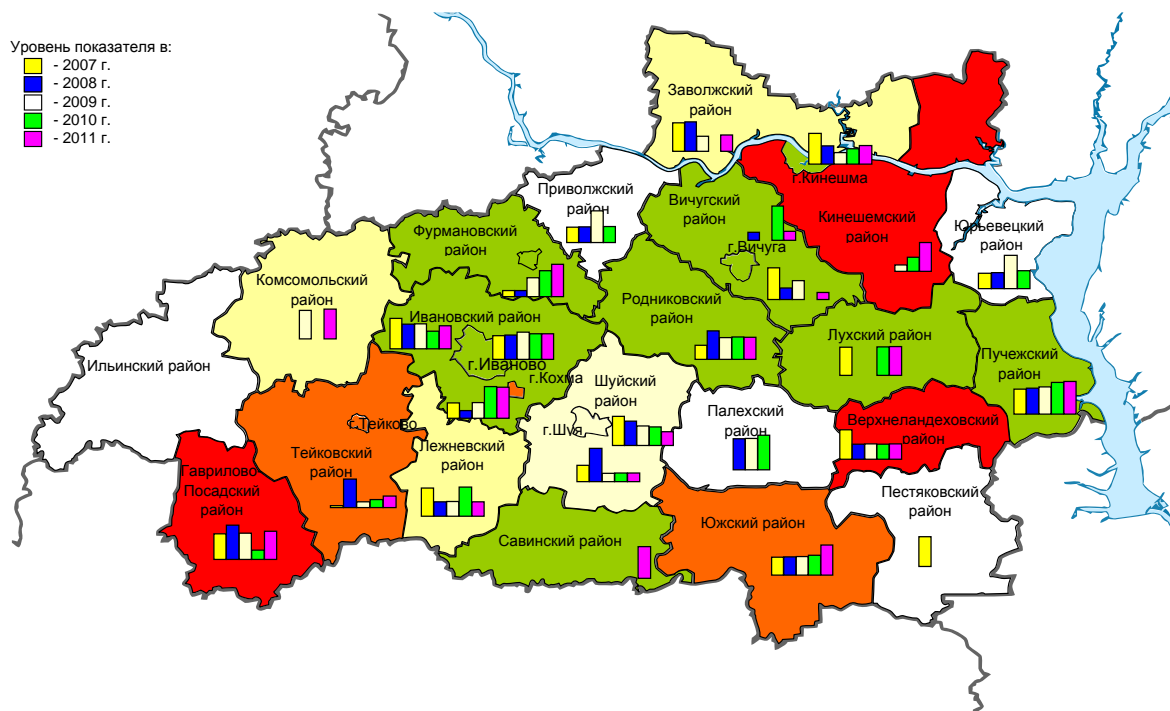 Уровень показателя в:
- 2007 г.
- 2008 г.
- 2009 г.
- 2010 г.
- 2011 г.
Заволжский
район
г.Кинешма
Приволжский
район
Вичугский
район
Кинешемский
район
Юрьевецкий
район
Фурмановский
район
г.Вичуга
Комсомольский
район
Родниковский
район
Ивановский район
Лухский район
Пучежский
район
Ильинский район
г.Иваново
г.Кохма
Шуйский
район
Палехский
район
Верхнеландеховский
район
г.Тейково
г.Шуя
Лежневский
район
Тейковский
район
Гаврилово-
Посадский
район
Пестяковский
район
Южский район
Савинский район